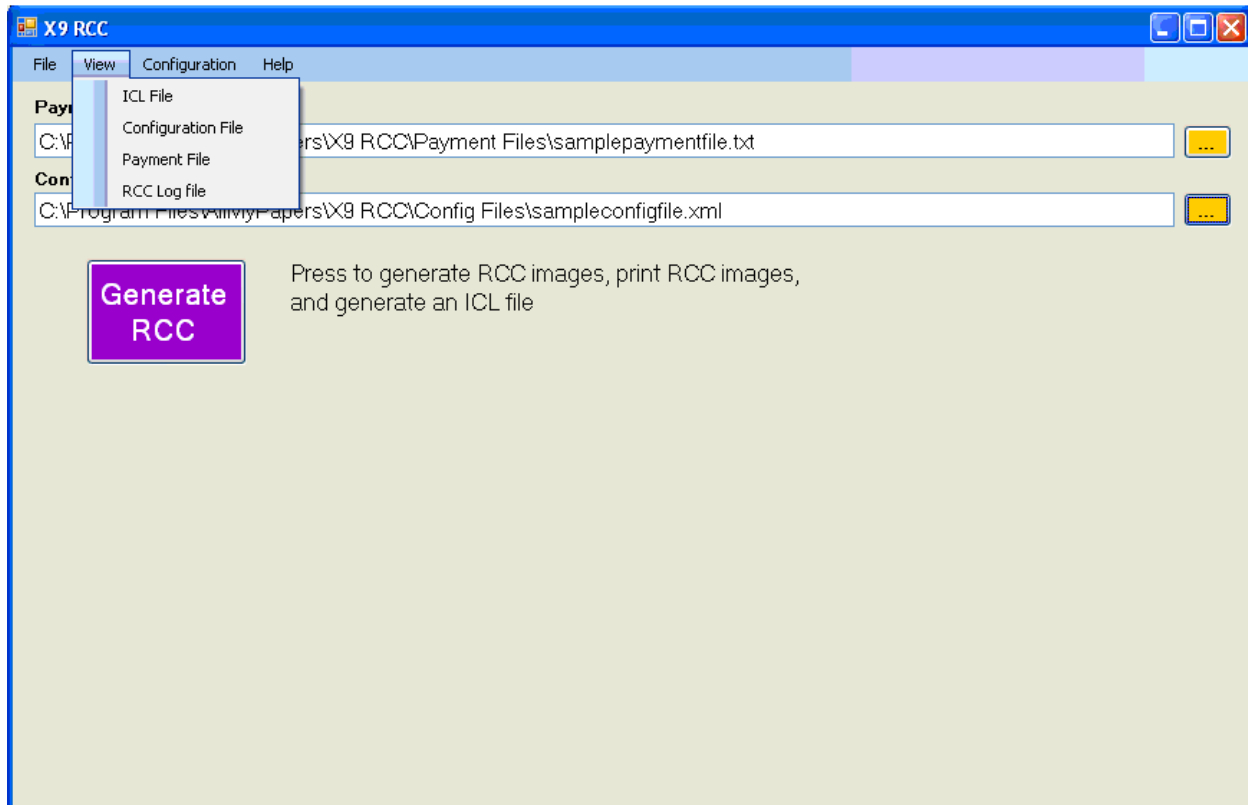 X9 RCC
File View Configuration Help
ICL File
Configuration File
Payment File
RCC Log file
Payı
C:\ ers\X9 RCC\Payment Files\samplepaymentfile.txt
...
Con
C:\Program Files\AllMyPapers\X9 RCC\Config Files\sampleconfigfile.xml
...
Generate
RCC
Press to generate RCC images, print RCC images,
and generate an ICL file